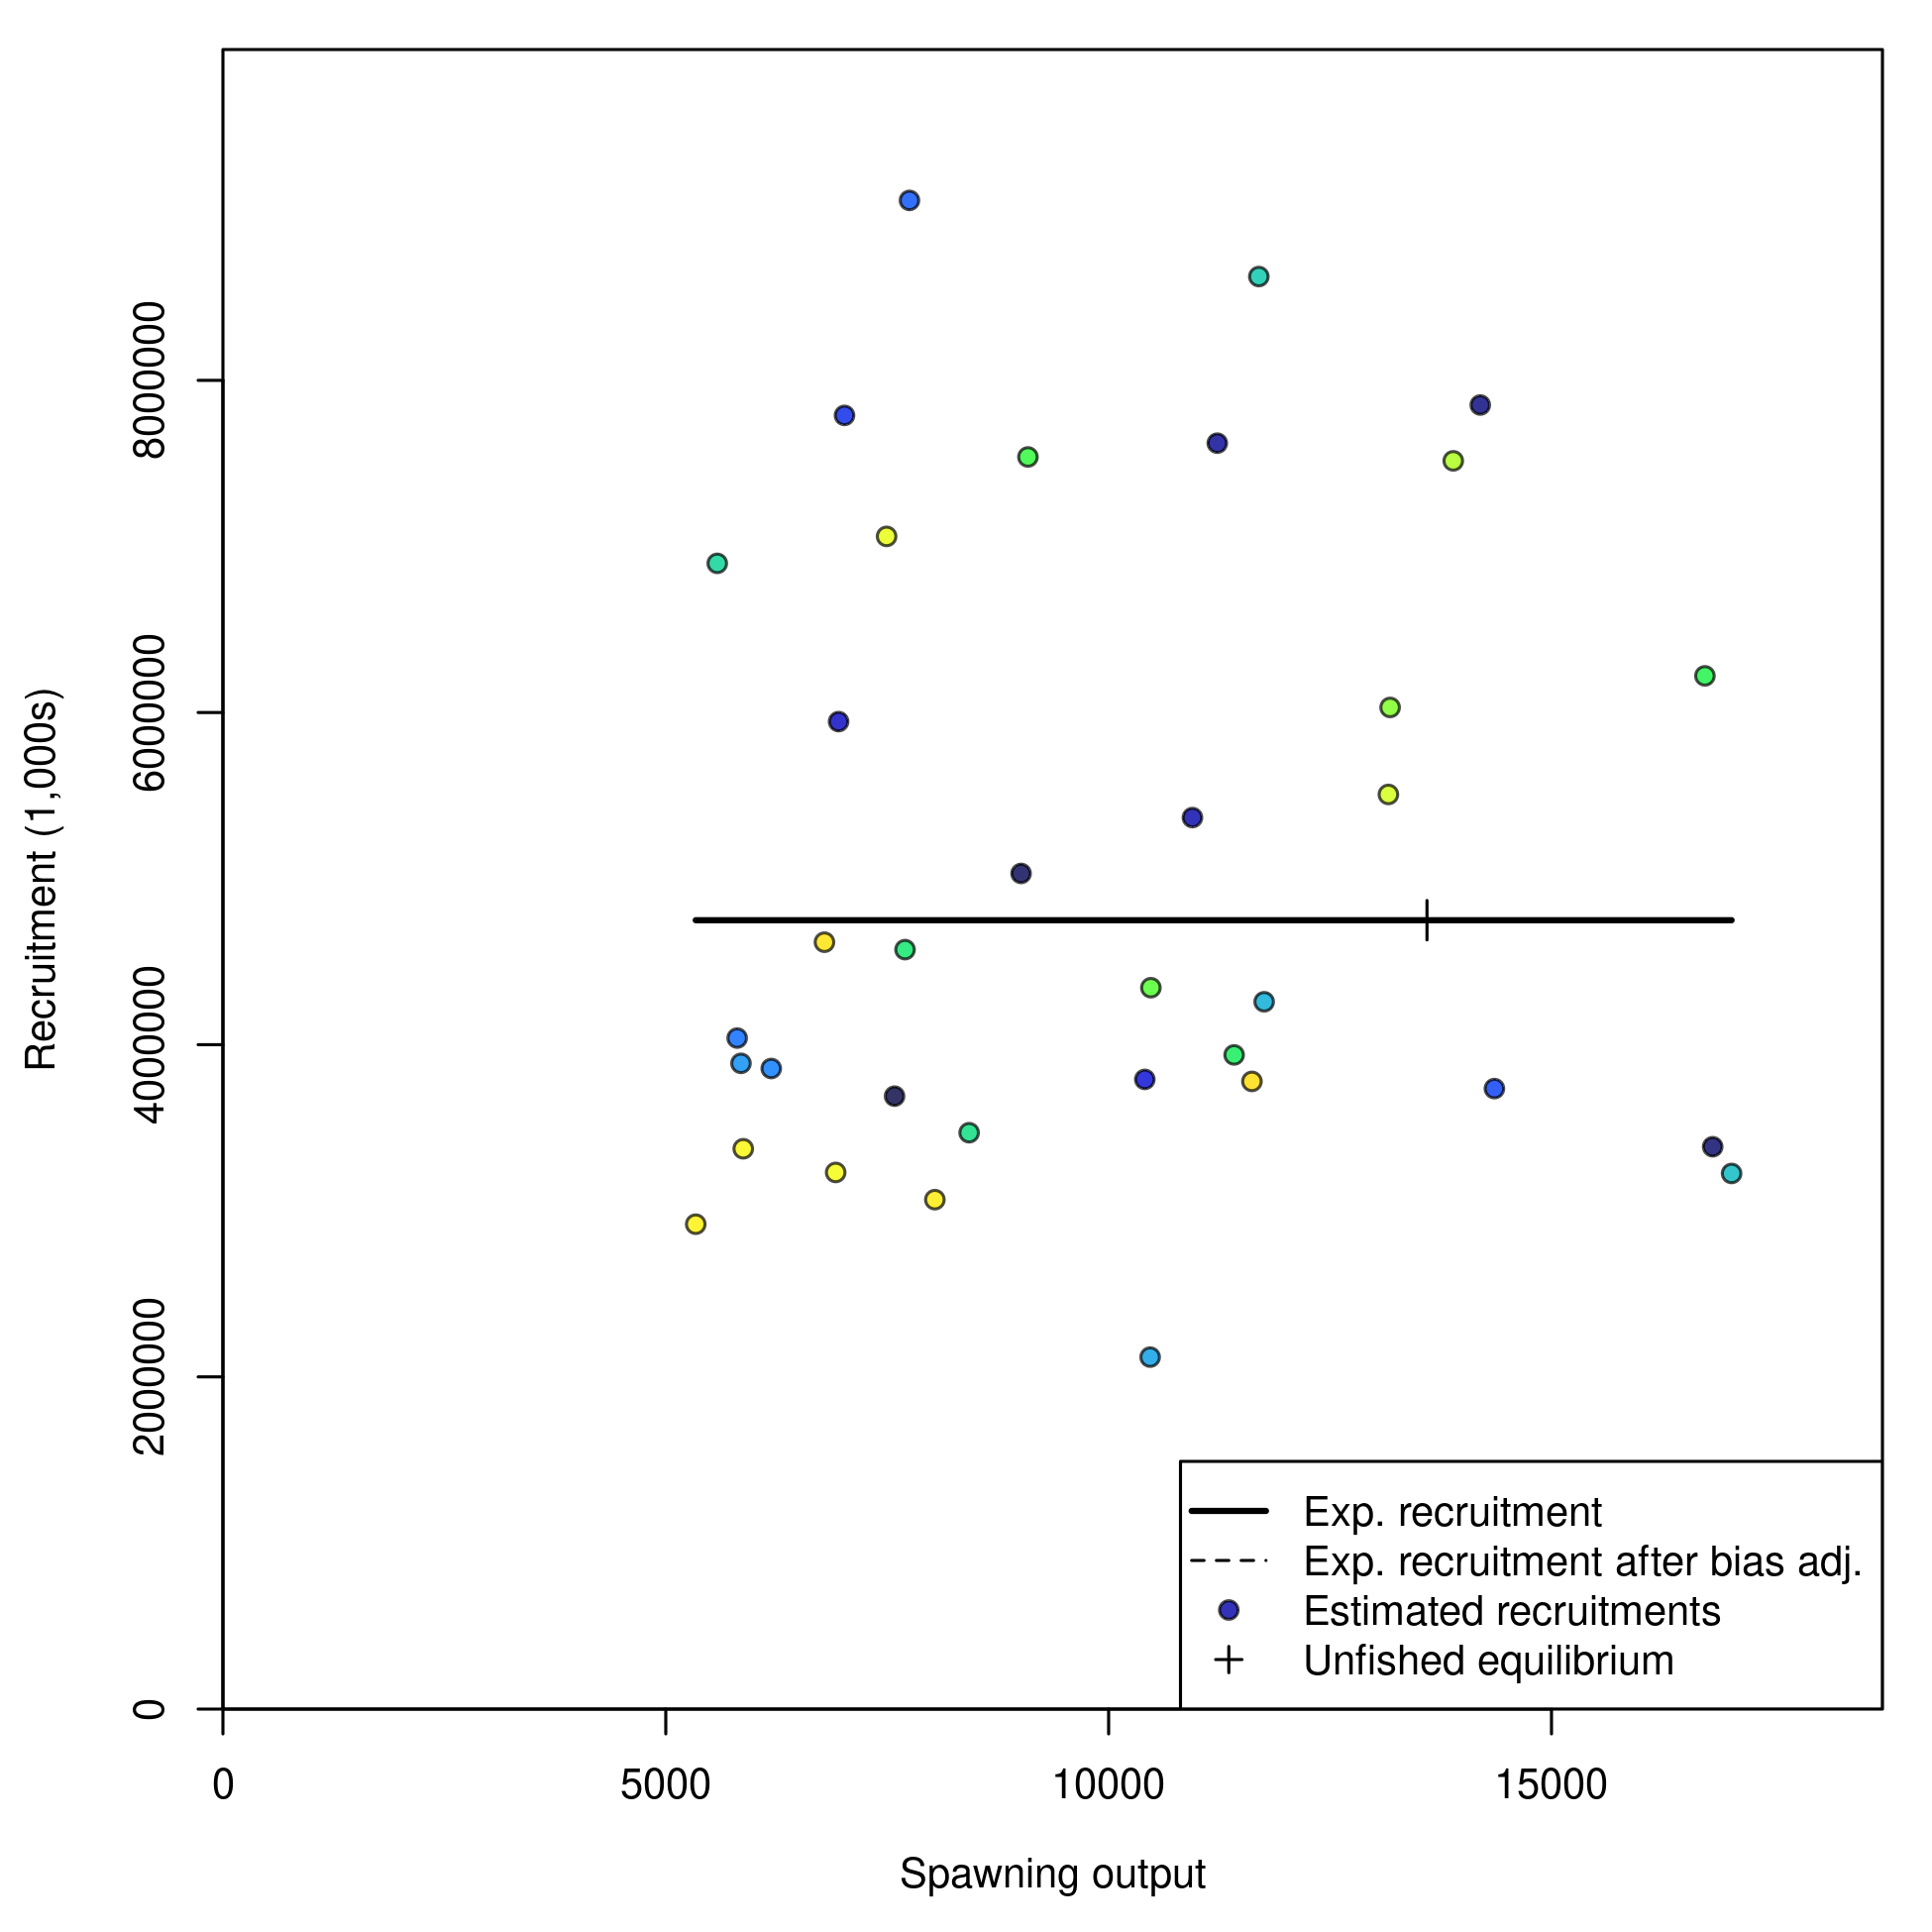 Recruitment (1,000s)
8000000
6000000
4000000
2000000
0
Exp. recruitment
Exp. recruitment after bias adj.
Estimated recruitments
Unfished equilibrium
0 5000 10000 15000
Spawning output